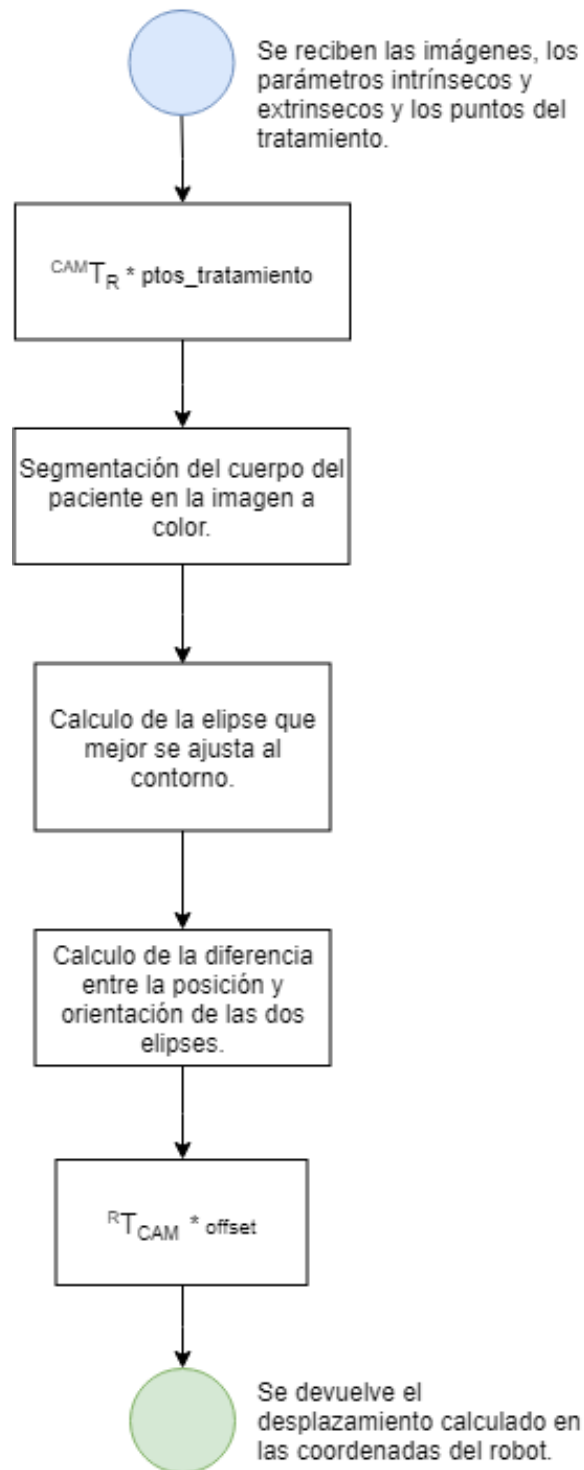 Se reciben las imágenes, los
parámetros intrínsecos y
extrinsecos y los puntos del
tratamiento.
CAM T R * ptos_tratamiento
Segmentación del cuerpo del
paciente en la imagen a
color.
Calculo de la elipse que
mejor se ajusta al
contorno.
Calculo de la diferencia
entre la posición y
orientación de las dos
elipses.
R T CAM * offset
Se devuelve el
desplazamiento calculado en
las coordenadas del robot.